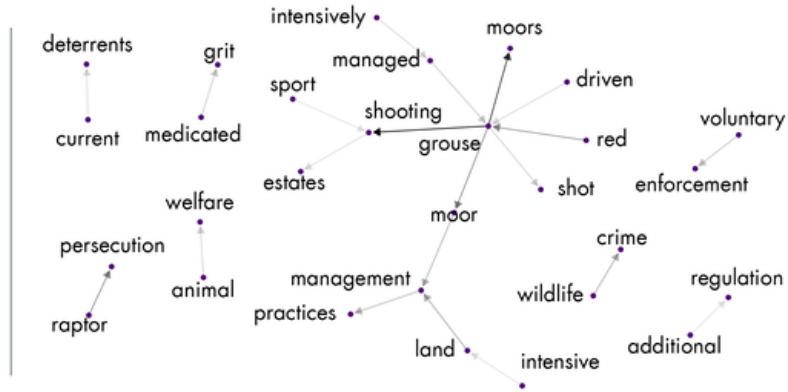 intensively
moors
deterrents
grit
managed
sport
driven
shooting
voluntary
current
medicated
grouse
red
estates
shot
enforcement
welfare
moor
persecution
crime
management
animal
regulation
wildlife
practices
raptor
land
additional
intensive